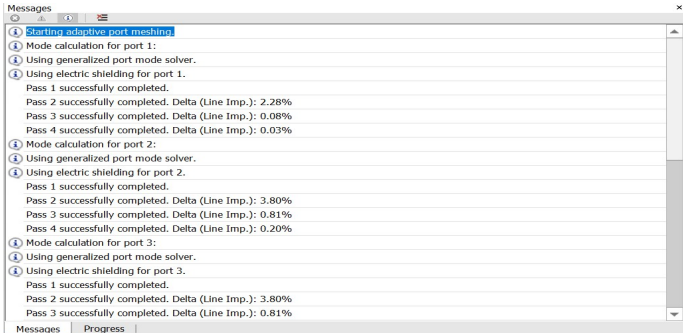 Messages
Starting adaptive port meshing.
Mode calculation for port 1:
Using generalized port mode solver.
Using electric shielding for port 1.
Pass 1 successfully completed.
Pass 2 successfully completed. Delta (Line Imp.): 2.28%
Pass 3 successfully completed. Delta (Line Imp.): 0.08%
Pass 4 successfully completed. Delta (Line Imp.): 0.03%
Mode calculation for port 2:
Using generalized port mode solver.
Using electric shielding for port 2.
Pass 1 successfully completed.
Pass 2 successfully completed. Delta (Line Imp.): 3.80%
Pass 3 successfully completed. Delta (Line Imp.): 0.81%
Pass 4 successfully completed. Delta (Line Imp.): 0.20%
Mode calculation for port 3:
Using generalized port mode solver.
Using electric shielding for port 3.
Pass 1 successfully completed.
Pass 2 successfully completed. Delta (Line Imp.): 3.80%
Pass 3 successfully completed. Delta (Line Imp.): 0.81%
Messages Progress